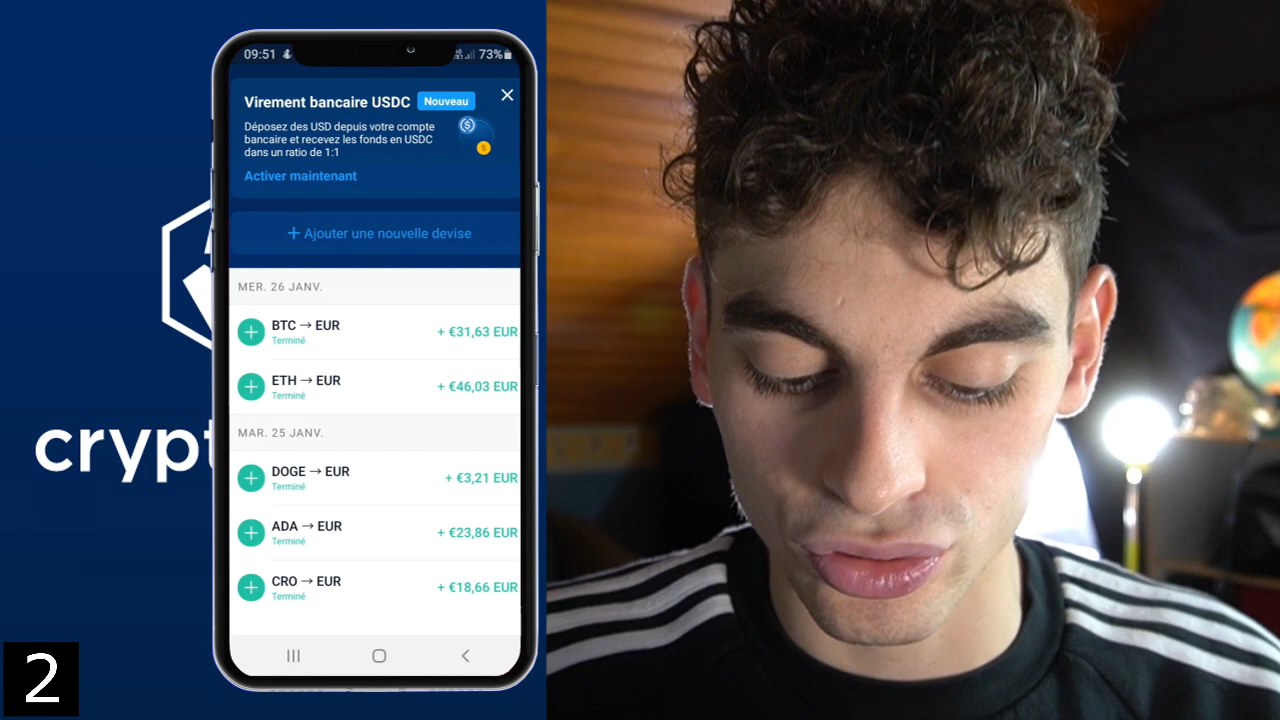 09:51
73%
Virement bancaire USDC
Nouveau
Déposez des USD depuis votre compte
bancaire et recevez les fonds en USDC
dans un ratio de 1:1
Activer maintenant
+ Ajouter une nouvelle devise
MER. 26 JANV.
BTC → EUR
+ €31,63 EUR
Terminé
ETH → EUR
+ €46,03 EUR
Terminé
MAR. 25 JANV.
DOGE → EUR
+ €3,21 EUR
Terminé
ADA → EUR
+ €23,86 EUR
Terminé
CRO → EUR
+ €18,66 EUR
Terminé
crypt
2